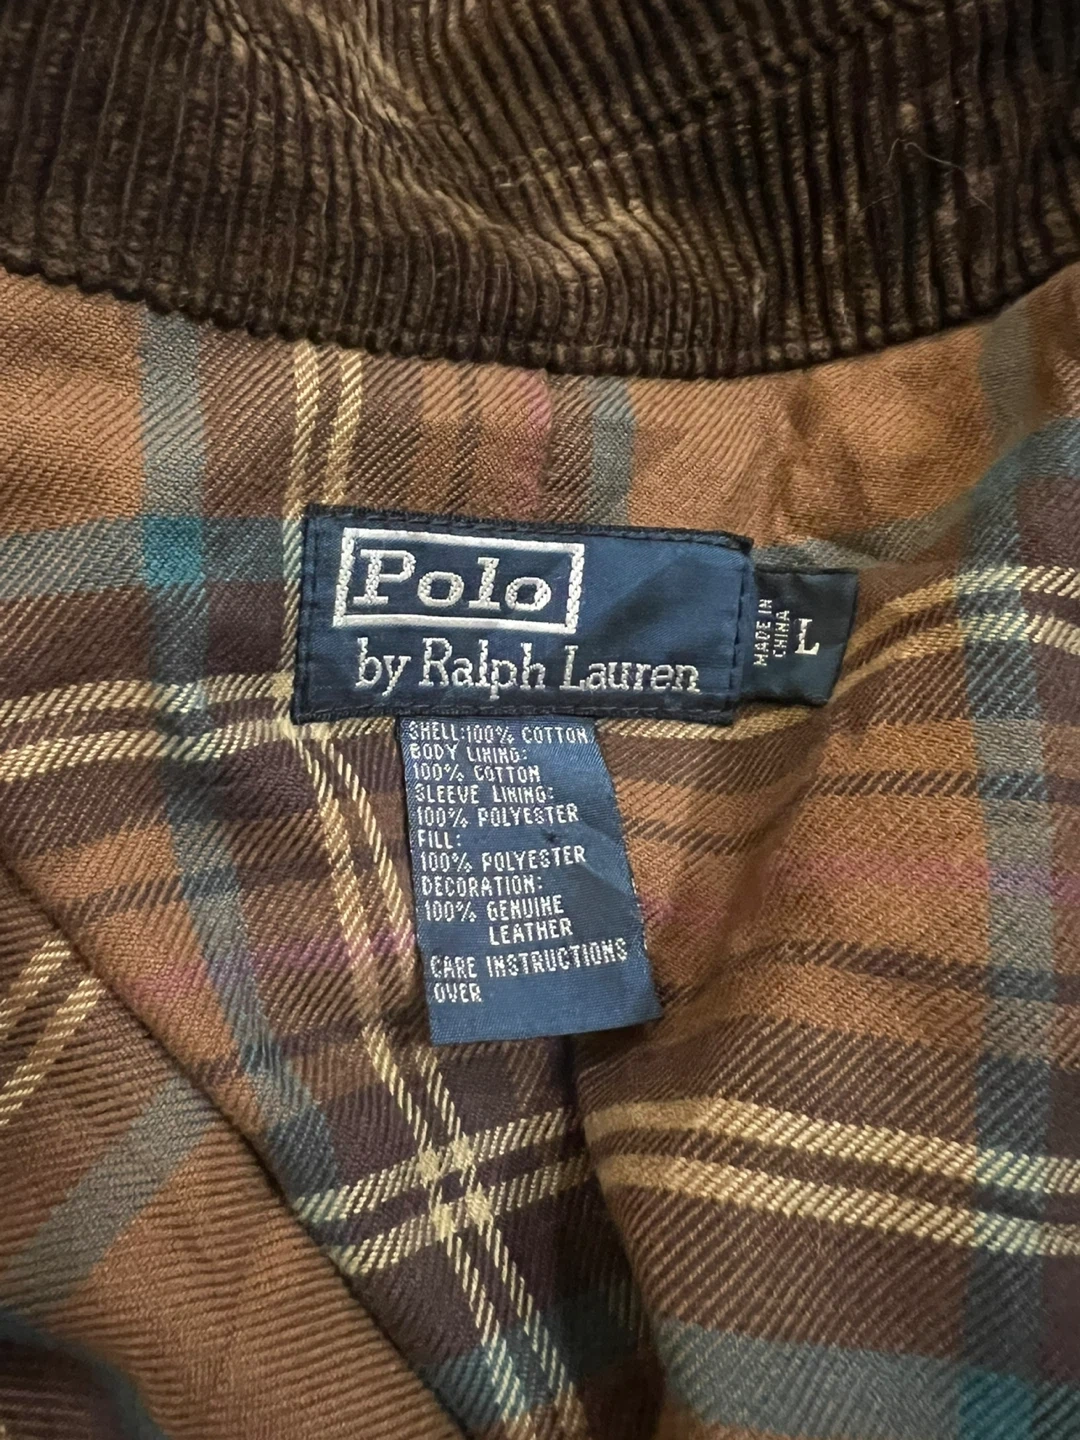 Polo
by Ralph Lauren
MADE IN
CHINA
L
SHELL:100% COTTON
BODY LINING:
100% COTTON
SLEEVE LINING:
100% POLYESTER
FILL:
100% POLYESTER
DECORATION:
100% GENUINE
LEATHER
CARE INSTRUCTIONS
OVER